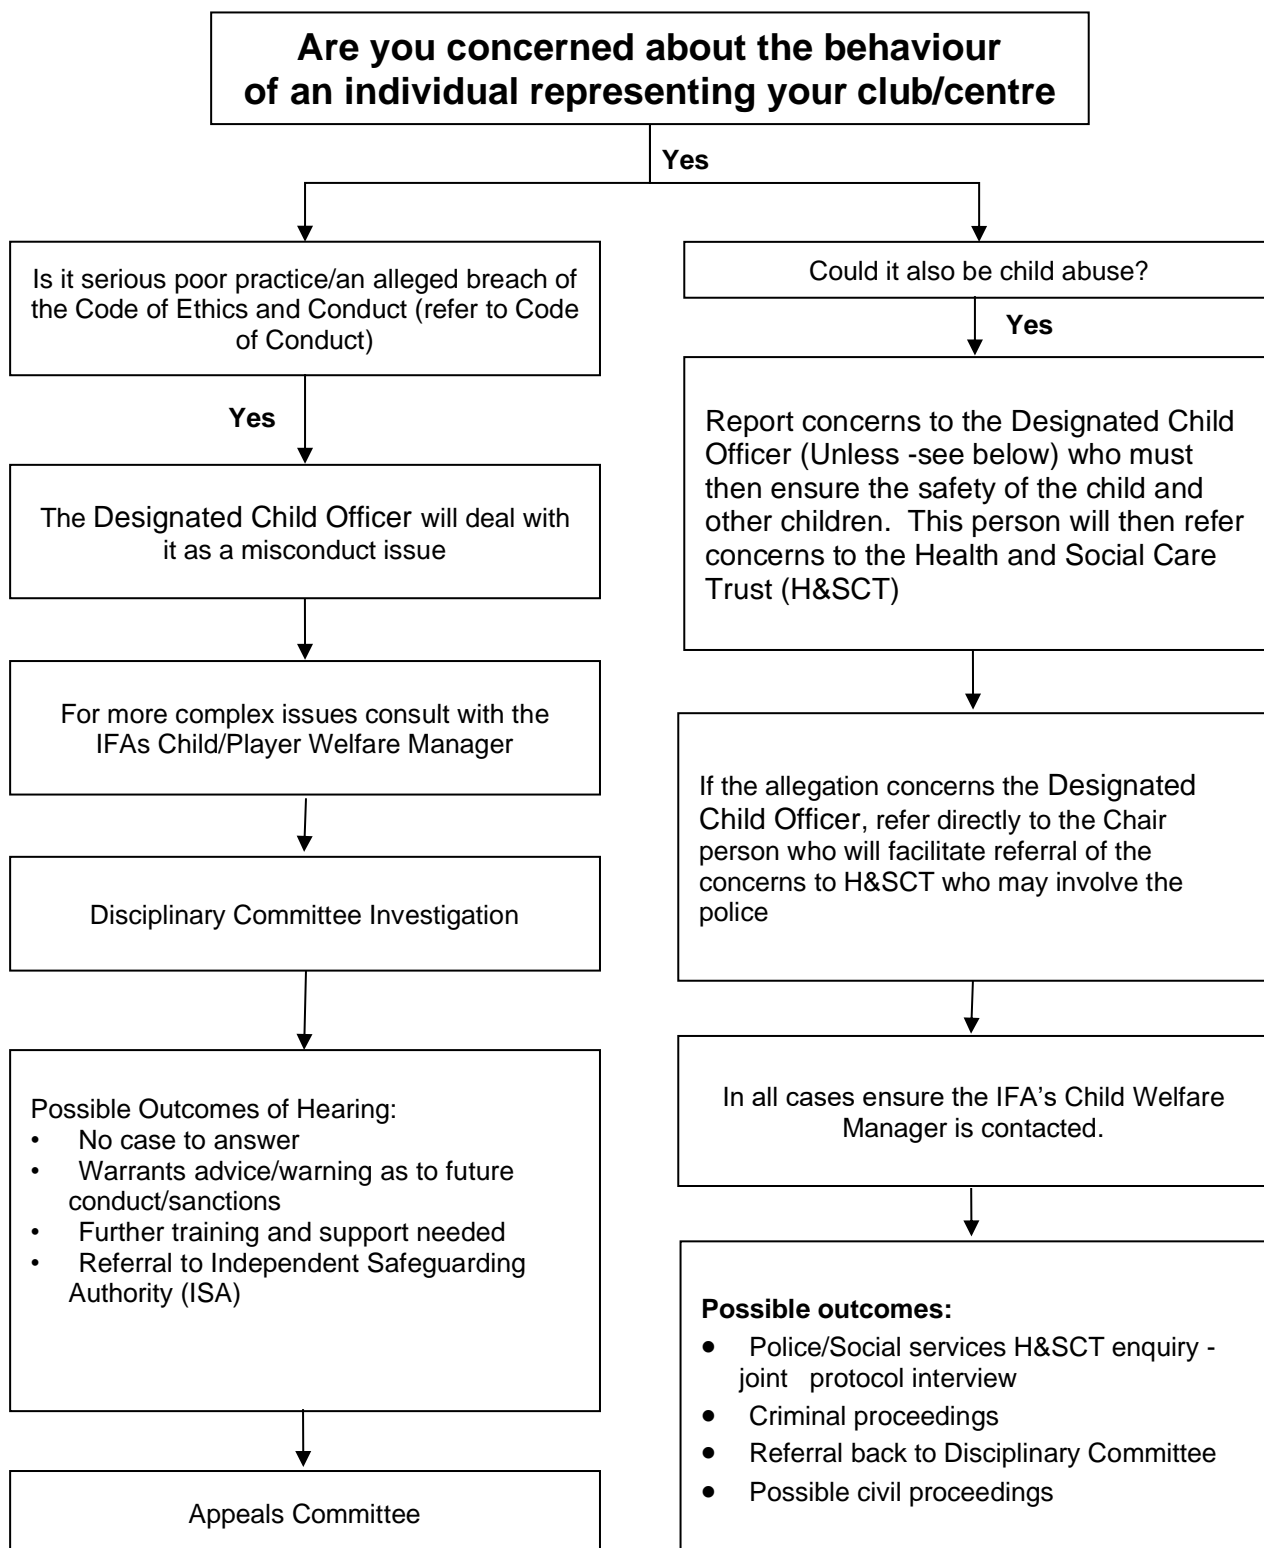 Are you concerned about the behaviour
of an individual representing your club/centre
Yes
Is it serious poor practice/an alleged breach of
the Code of Ethics and Conduct (refer to Code
of Conduct)
Yes
The Designated Child Officer will deal with
it as a misconduct issue
For more complex issues consult with the
IFAs Child/Player Welfare Manager
Disciplinary Committee Investigation
Possible Outcomes of Hearing:
• No case to answer
• Warrants advice/warning as to future
conduct/sanctions
• Further training and support needed
• Referral to Independent Safeguarding
Authority (ISA)
Appeals Committee
Could it also be child abuse?
Yes
Report concerns to the Designated Child
Officer (Unless -see below) who must
then ensure the safety of the child and
other children. This person will then refer
concerns to the Health and Social Care
Trust (H&SCT)
If the allegation concerns the Designated
Child Officer, refer directly to the Chair
person who will facilitate referral of the
concerns to H&SCT who may involve the
police
In all cases ensure the IFA's Child Welfare
Manager is contacted.
Possible outcomes:
• Police/Social services H&SCT enquiry -
joint protocol interview
• Criminal proceedings
• Referral back to Disciplinary Committee
• Possible civil proceedings